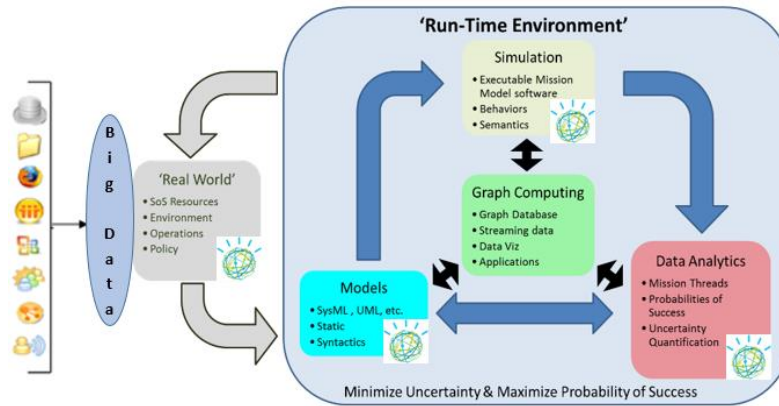 ‘Run-Time Environment’
Simulation
• Executable Mission
Model software
• Behaviors
• Semantics
B
i
g
D
a
t
a
‘Real World’
• SoS Resources
• Environment
• Operations
• Policy
Graph Computing
• Graph Database
• Streaming data
• Data Viz
• Applications
Models
• SysML , UML, etc.
• Static
• Syntactics
Data Analytics
• Mission Threads
• Probabilities of
Success
• Uncertainty
Quantification
Minimize Uncertainty & Maximize Probability of Success